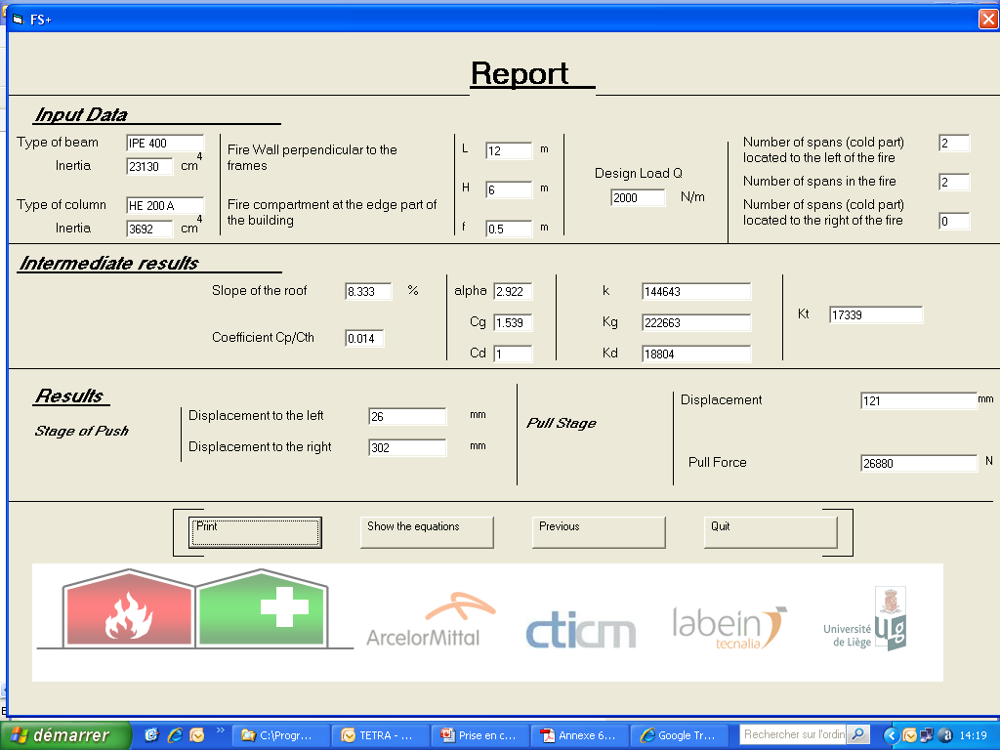 FS+
Report
Input Data
Type of beam IPE 400
Inertia 23130 cm4
Type of column HE 200 A
Inertia 3692 cm4
Fire Wall perpendicular to the
frames
Fire compartment at the edge part of
the building
L 12 m
H 6 m
f 0.5 m
Design Load Q
2000 N/m
Number of spans (cold part)
located to the left of the fire 2
Number of spans in the fire 2
Number of spans (cold part)
located to the right of the fire 0
Intermediate results
Slope of the roof 8.333 %
Coefficient Cp/Cth 0.014
alpha 2.922
Cg 1.539
Cd 1
k 144643
Kg 222663
Kd 18804
Kt 17339
Results
Stage of Push
Displacement to the left 26 mm
Displacement to the right 302 mm
Pull Stage
Displacement 121 mm
Pull Force 26880 N
Print Show the equations Previous Quit
ArcelorMittal
cticm
labein
tecnalia
Université
de Liège
ulg
démarrer C:\Progr... TETRA - ... Prise en c... Annexe 6... Google Tr... Rechercher sur l'ordin 14:19